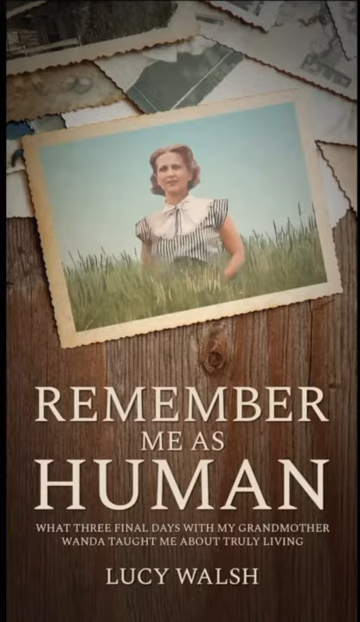 REMEMBER
ME AS
HUMAN
WHAT THREE FINAL DAYS WITH MY GRANDMOTHER
WANDA TAUGHT ME ABOUT TRULY LIVING
LUCY WALSH